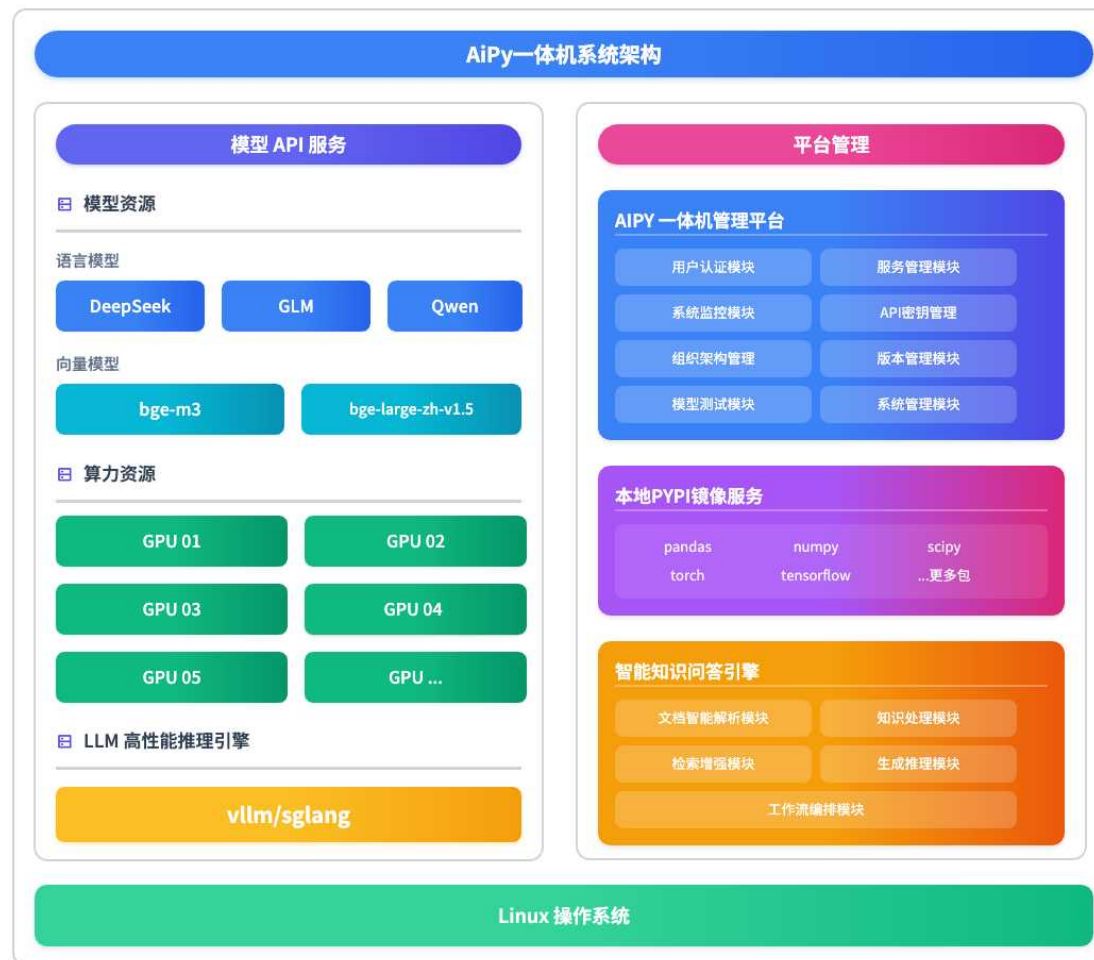 AiPy一体机系统架构
模型 API 服务
模型资源
语言模型
DeepSeek
GLM
Qwen
向量模型
bge-m3
bge-large-zh-v1.5
算力资源
GPU 01
GPU 02
GPU 03
GPU 04
GPU 05
GPU ...
LLM 高性能推理引擎
vllm/sglang
平台管理
AIPY 一体机管理平台
用户认证模块
服务管理模块
系统监控模块
API密钥管理
组织架构管理
版本管理模块
模型测试模块
系统管理模块
本地PYPI镜像服务
pandas
numpy
scipy
torch
tensorflow
...更多包
智能知识问答引擎
文档智能解析模块
知识处理模块
检索增强模块
生成推理模块
工作流编排模块
Linux 操作系统